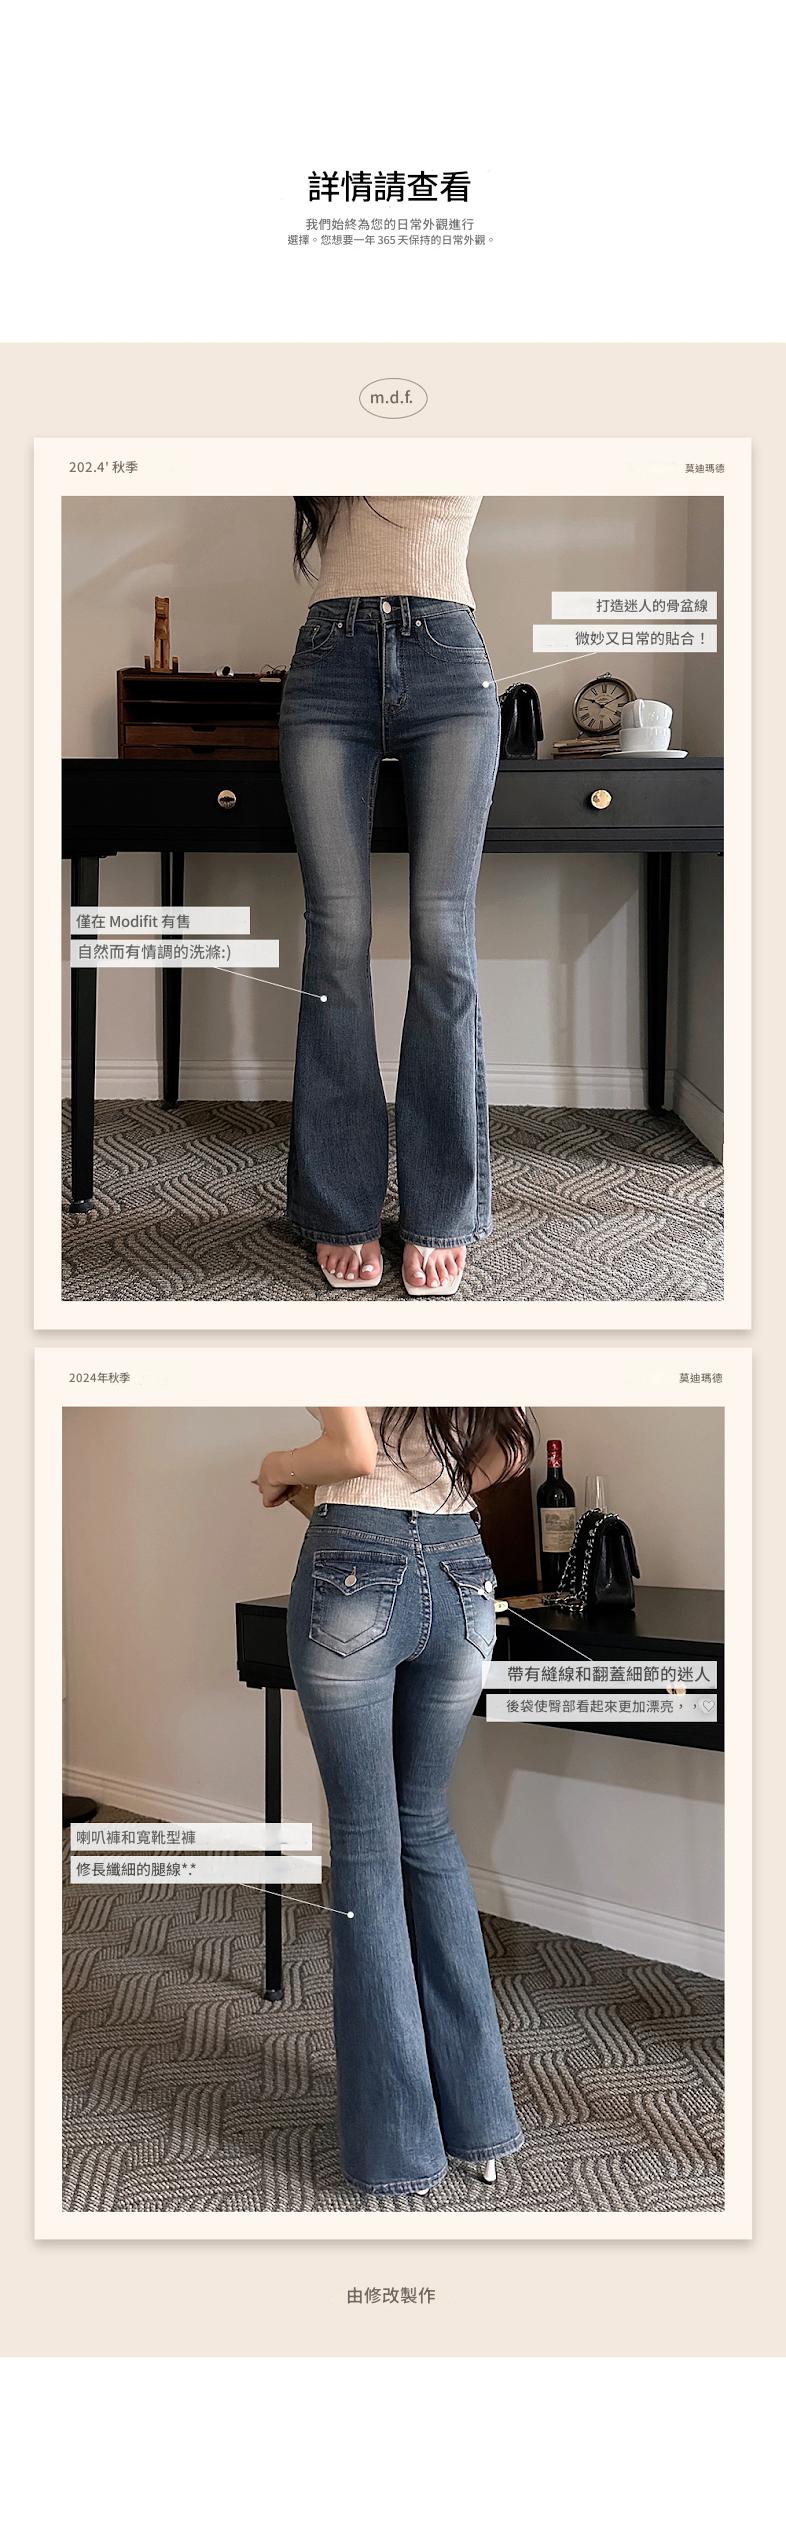 詳情請查看
我們始終為您的日常外觀進行
選擇。您想要一年 365 天保持的日常外觀。
m.d.f.
202.4' 秋季
莫迪瑪德
打造迷人的骨盆線
微妙又日常的貼合！
僅在 Modifit 有售
自然而有情調的洗滌:)
2024年秋季
莫迪瑪德
帶有縫線和翻蓋細節的迷人
後袋使臀部看起來更加漂亮，，♡
喇叭褲和寬靴型褲
修長纖細的腿線*.*
由修改製作